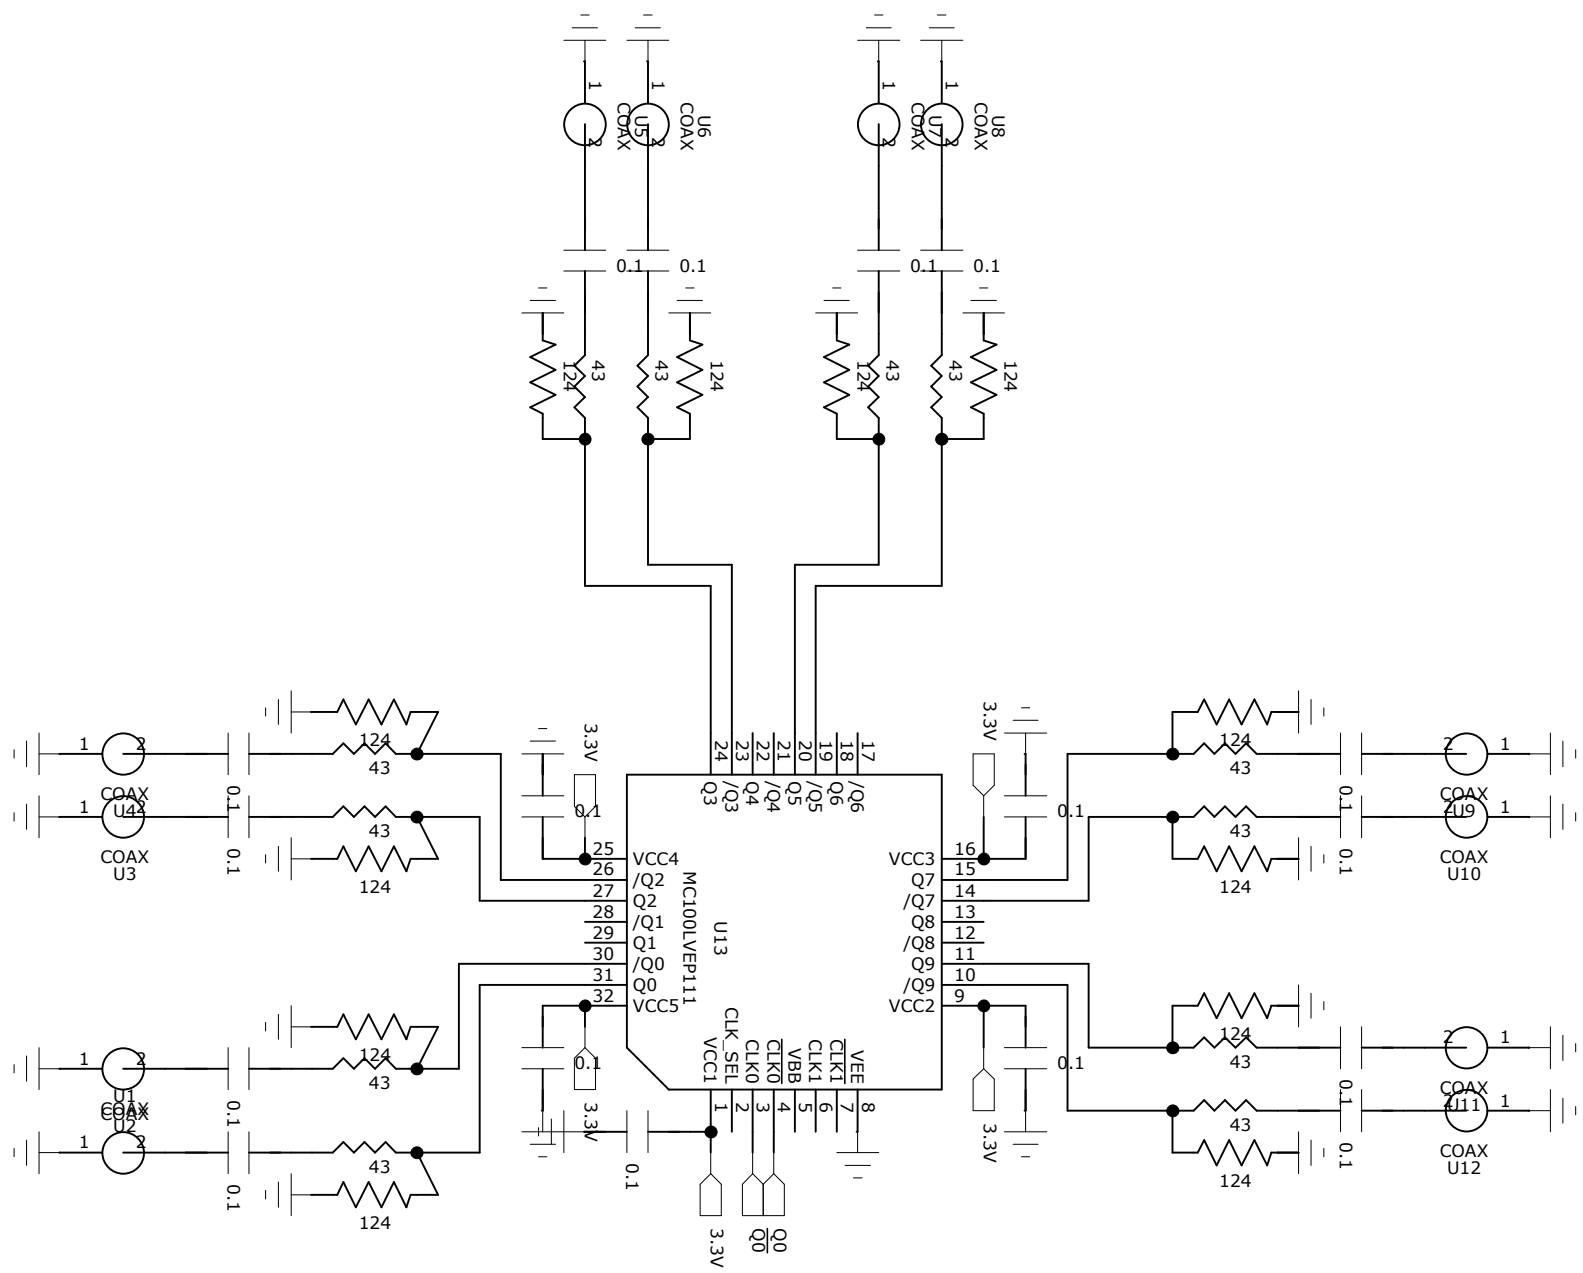 1
1
1
1
2
COAX
U5
2
COAX
U6
2
COAX
U7
2
COAX
U8
0.1
0.1
0.1
0.1
124
43
43
124
124
43
43
124
3.3V
3.3V
24
23
22
21
20
19
18
17
Q3
/Q3
Q4
/Q4
Q5
/Q5
Q6
/Q6
1
2
124
43
0.1
COAX
U4
1
2
43
0.1
COAX
U3
124
0.1
0.1
124
43
2
1
0.1
COAX
U9
43
2
1
0.1
COAX
U10
124
25 VCC4
26 /Q2
27 Q2
28 /Q1
29 Q1
30 /Q0
31 Q0
32 VCC5
MC100LVEP111
U13
VCC3 16
Q7 15
/Q7 14
Q8 13
/Q8 12
Q9 11
/Q9 10
VCC2 9
1
2
124
43
0.1
U1
COAX
COAX
U2
1
2
43
0.1
124
0.1
3.3V
0.1
VCC1
CLK_SEL
CLK0
CLK0
VBB
CLK1
CLK1
VEE
1
2
3
4
5
6
7
8
3.3V
Q0
Q0
0.1
3.3V
124
43
2
1
0.1
COAX
U11
43
2
1
0.1
COAX
U12
124